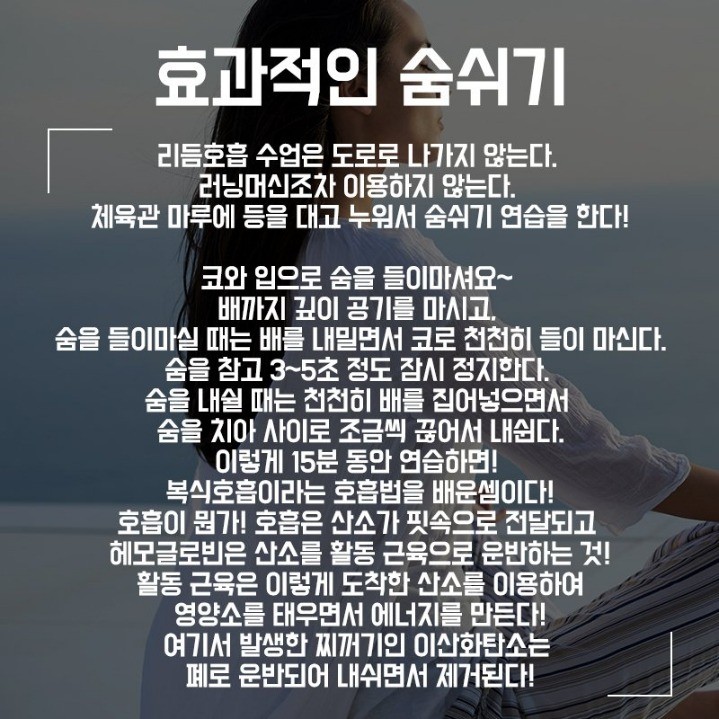 효과적인 숨쉬기
리듬호흡 수업은 도로로 나가지 않는다.
러닝머신조차 이용하지 않는다.
체육관 마루에 등을 대고 누워서 숨쉬기 연습을 한다!
코와 입으로 숨을 들이마셔요~
배까지 깊이 공기를 마시고,
숨을 들이마실 때는 배를 내밀면서 코로 천천히 들이 마신다.
숨을 참고 3~5초 정도 잠시 정지한다.
숨을 내쉴 때는 천천히 배를 집어넣으면서
숨을 치아 사이로 조금씩 끊어서 내쉰다.
이렇게 15분 동안 연습하면!
복식호흡이라는 호흡법을 배운셈이다!
호흡이 뭔가! 호흡은 산소가 핏속으로 전달되고
헤모글로빈은 산소를 활동 근육으로 운반하는 것!
활동 근육은 이렇게 도착한 산소를 이용하여
영양소를 태우면서 에너지를 만든다!
여기서 발생한 찌꺼기인 이산화탄소는
폐로 운반되어 내쉬면서 제거된다!